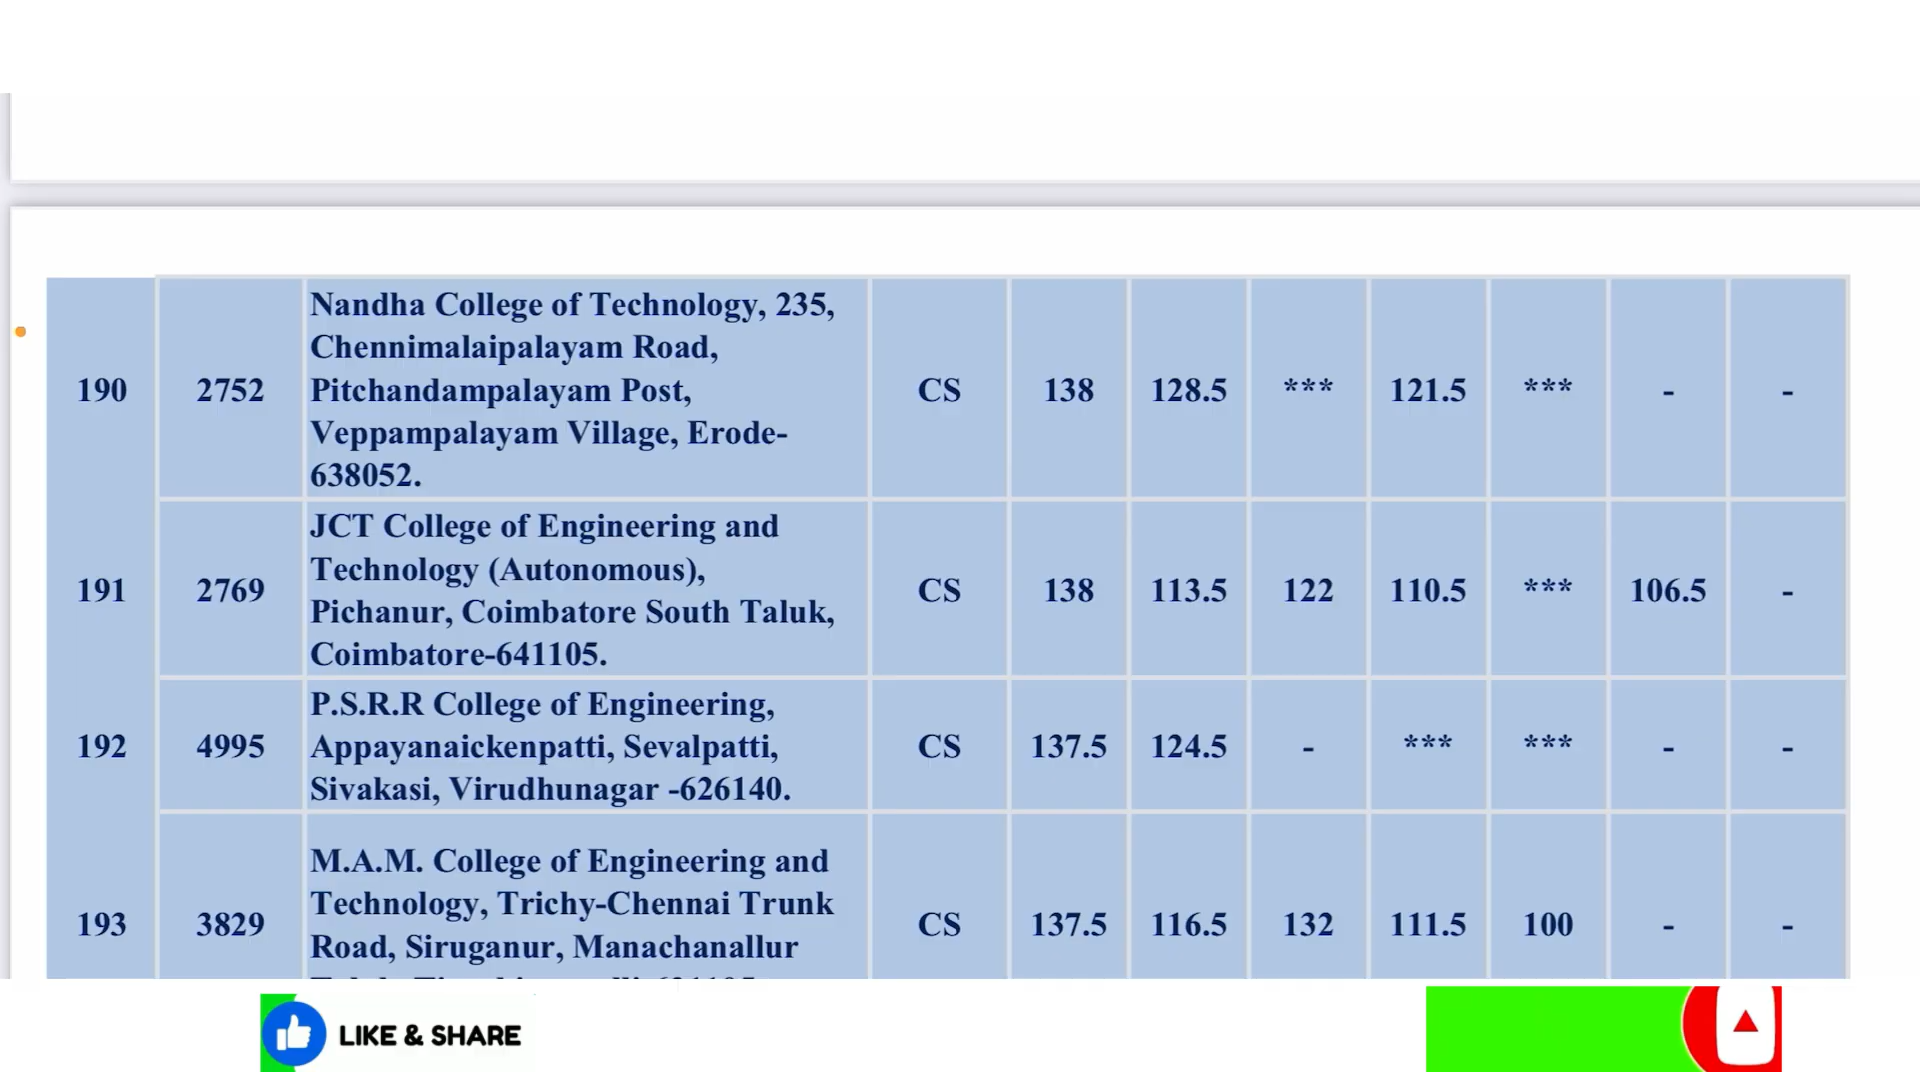 190 2752 Nandha College of Technology, 235,
Chennimalaipalayam Road,
Pitchandampalayam Post,
Veppampalayam Village, Erode-
638052. CS 138 128.5 *** 121.5 *** - -
191 2769 JCT College of Engineering and
Technology (Autonomous),
Pichanur, Coimbatore South Taluk,
Coimbatore-641105. CS 138 113.5 122 110.5 *** 106.5 -
192 4995 P.S.R.R College of Engineering,
Appayanaickenpatti, Sevalpatti,
Sivakasi, Virudhunagar -626140. CS 137.5 124.5 - *** *** - -
193 3829 M.A.M. College of Engineering and
Technology, Trichy-Chennai Trunk
Road, Siruganur, Manachanallur
CS 137.5 116.5 132 111.5 100 - -
LIKE & SHARE